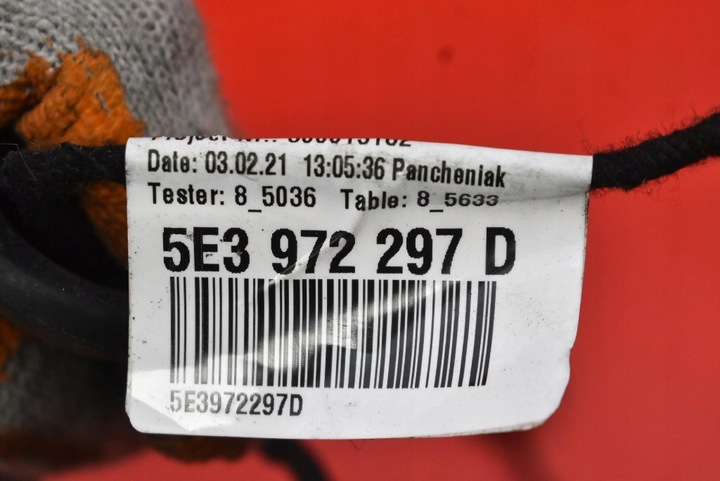 Date: 03.02.21 13:05:36 Pancheniak
Tester: 8_5036 Table: 8_5633
5E3 972 297 D
5E3972297D